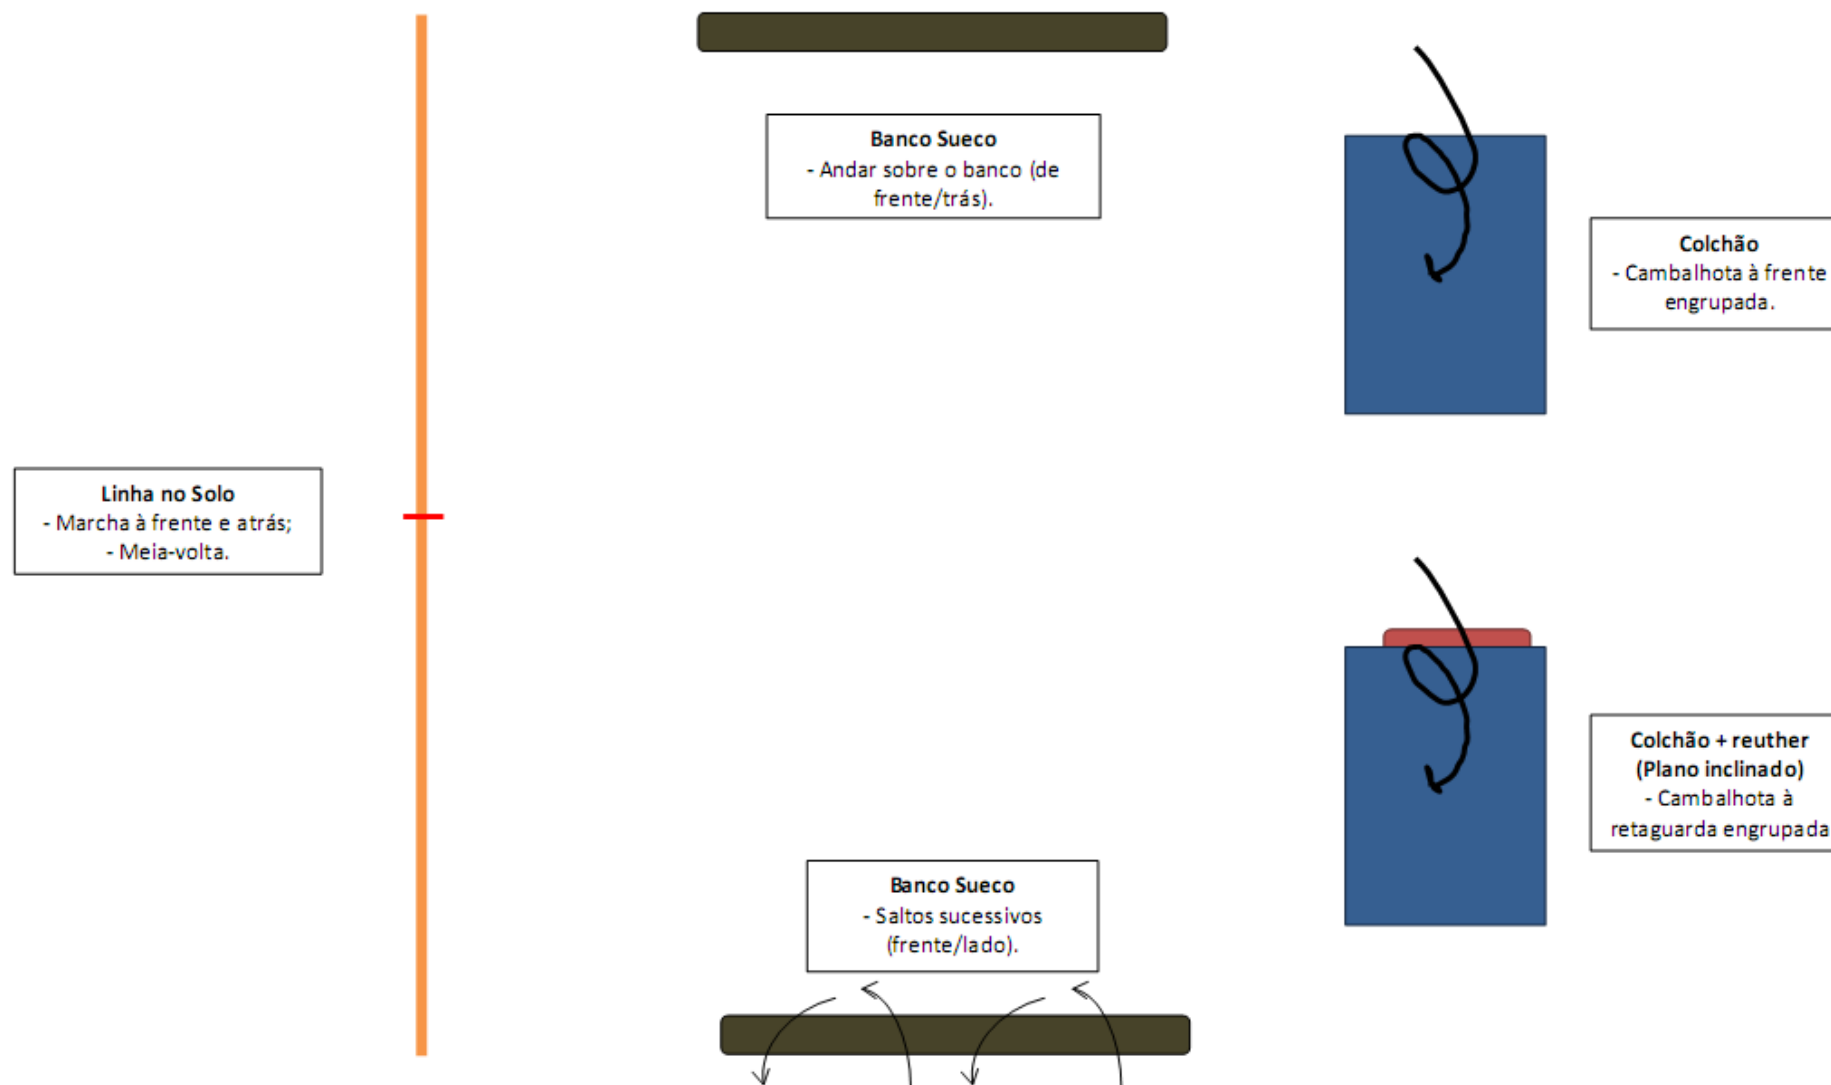 Banco Sueco
- Andar sobre o banco (de
frente/trás).
Colchão
- Cambalhota à frente
engrupada.
Linha no Solo
- Marcha à frente e atrás;
- Meia-volta.
Colchão + reuther
(Plano inclinado)
- Cambalhota à
retaguarda engrupada
Banco Sueco
- Saltos sucessivos
(frente/lado).